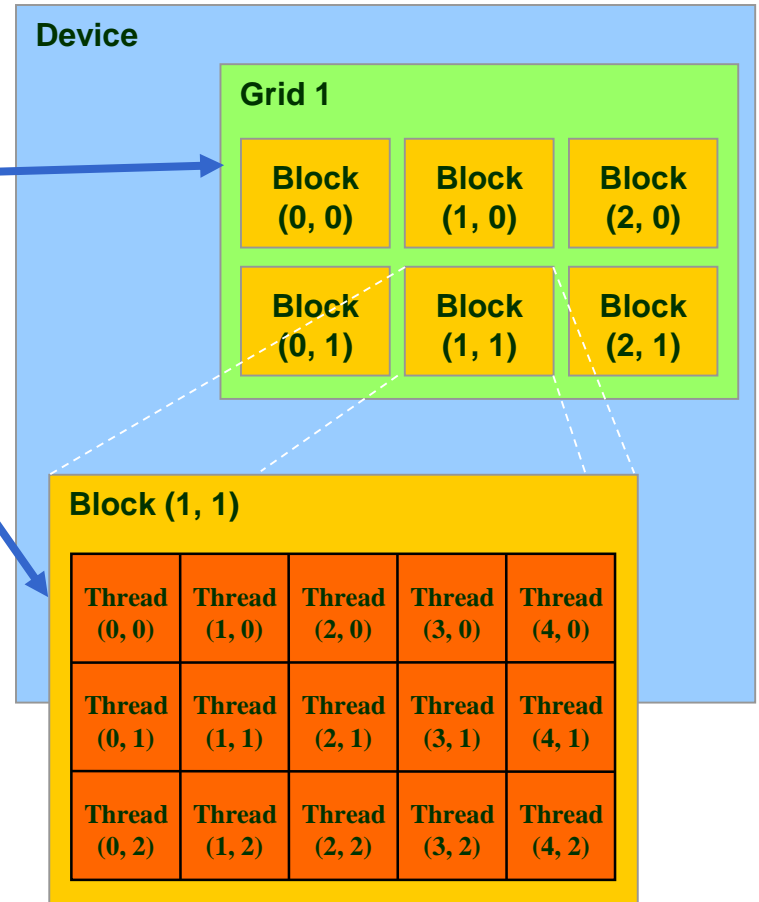 Device
Grid 1
Block Block Block
(0, 0) (1, 0) (2, 0)
Block Block Block
(0, 1) (1, 1) (2, 1)
Block (1, 1)
Thread Thread Thread Thread Thread
(0, 0) (1, 0) (2, 0) (3, 0) (4, 0)
Thread Thread Thread Thread Thread
(0, 1) (1, 1) (2, 1) (3, 1) (4, 1)
Thread Thread Thread Thread Thread
(0, 2) (1, 2) (2, 2) (3, 2) (4, 2)